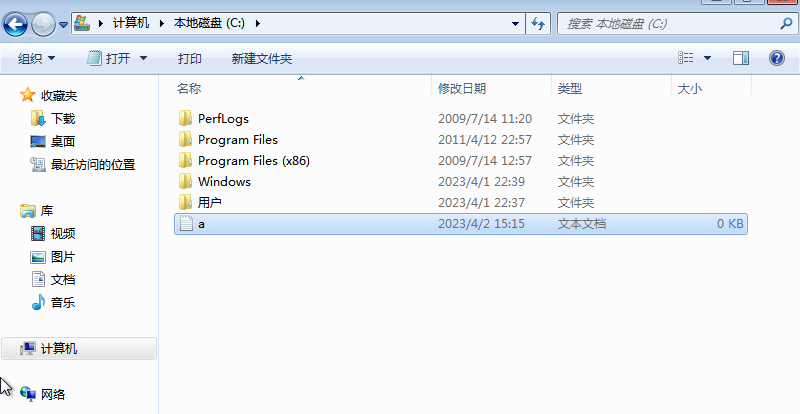 计算机 本地磁盘 (C:) 搜索 本地磁盘 (C:)
组织 打开 打印 新建文件夹
名称 修改日期 类型 大小
收藏夹
下载
桌面
最近访问的位置
库
视频
图片
文档
音乐
计算机
网络
PerfLogs 2009/7/14 11:20 文件夹
Program Files 2011/4/12 22:57 文件夹
Program Files (x86) 2009/7/14 12:57 文件夹
Windows 2023/4/1 22:39 文件夹
用户 2023/4/1 22:37 文件夹
a 2023/4/2 15:15 文本文档 0 KB